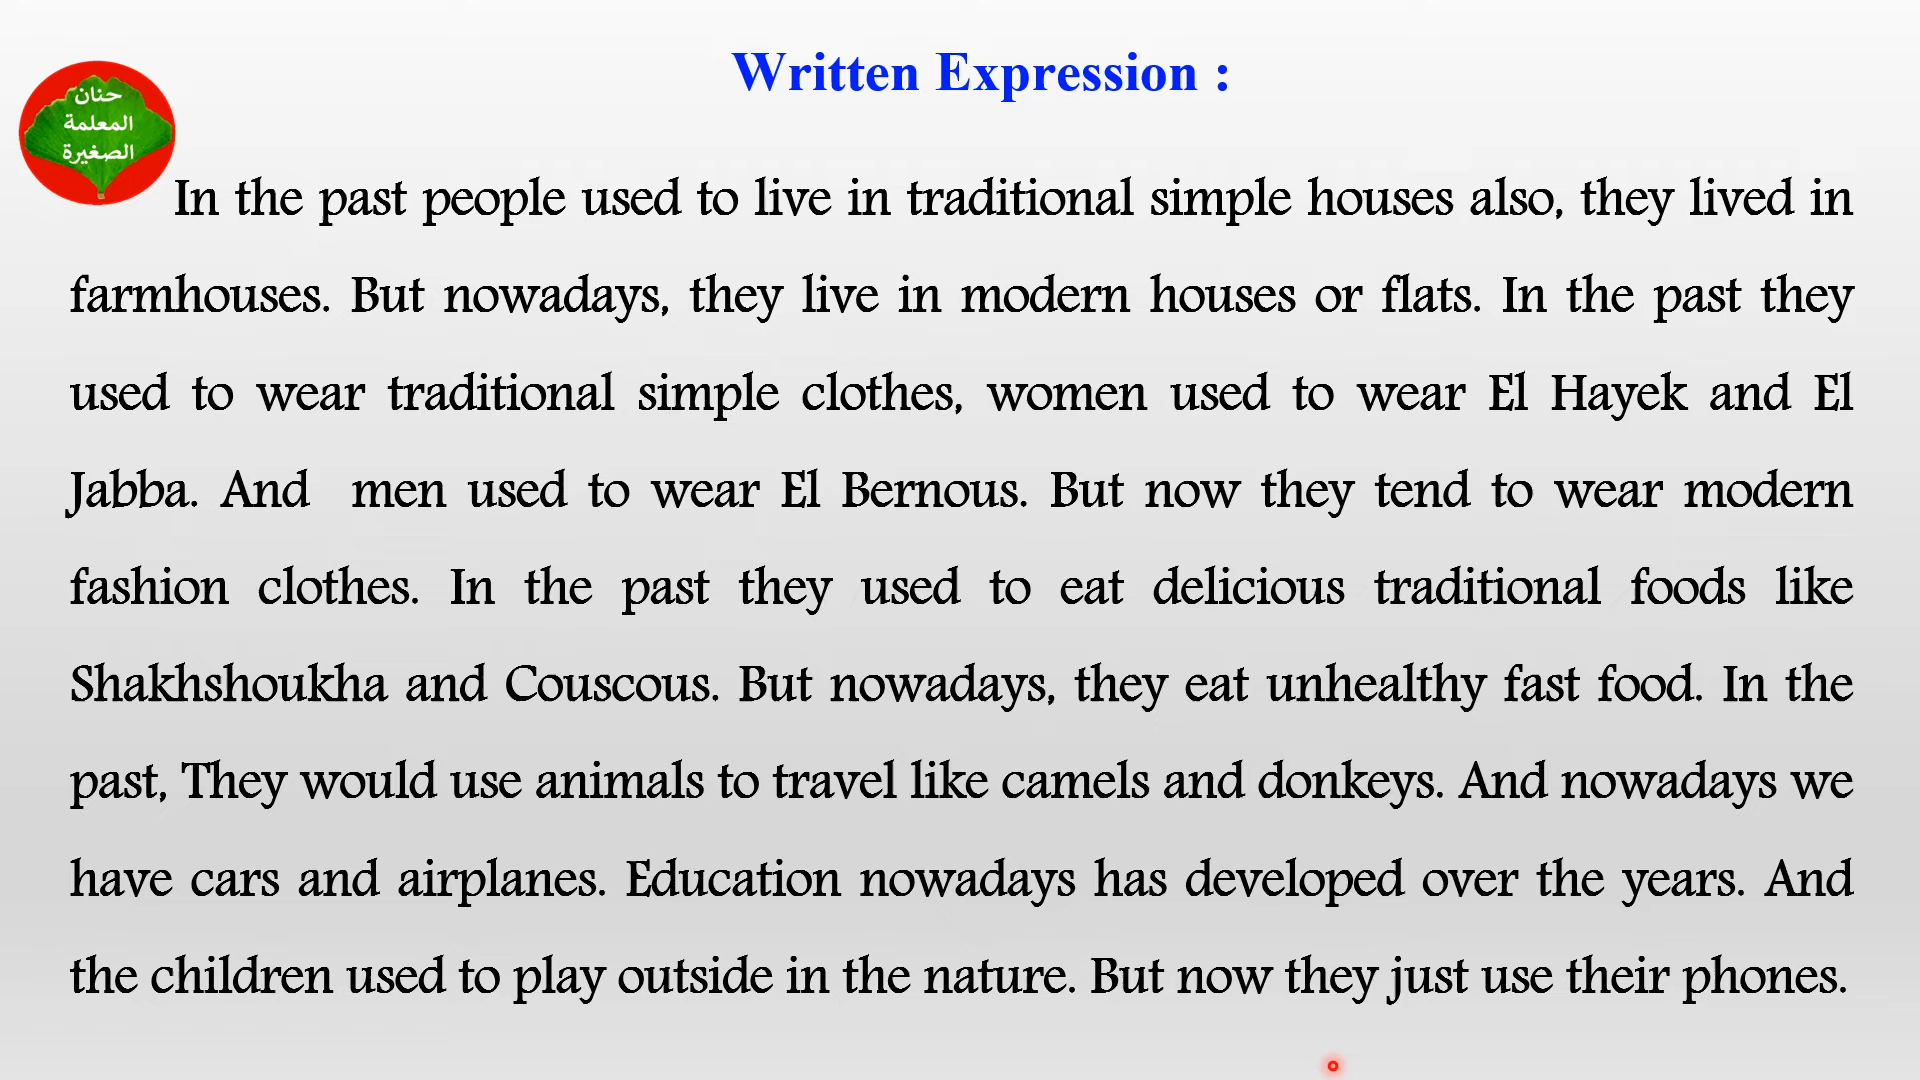 Written Expression :
حنان
المعلمة
الصغيرة
In the past people used to live in traditional simple houses also, they lived in
farmhouses. But nowadays, they live in modern houses or flats. In the past they
used to wear traditional simple clothes, women used to wear El Hayek and El
Jabba. And men used to wear El Bernous. But now they tend to wear modern
fashion clothes. In the past they used to eat delicious traditional foods like
Shakhshoukha and Couscous. But nowadays, they eat unhealthy fast food. In the
past, They would use animals to travel like camels and donkeys. And nowadays we
have cars and airplanes. Education nowadays has developed over the years. And
the children used to play outside in the nature. But now they just use their phones.